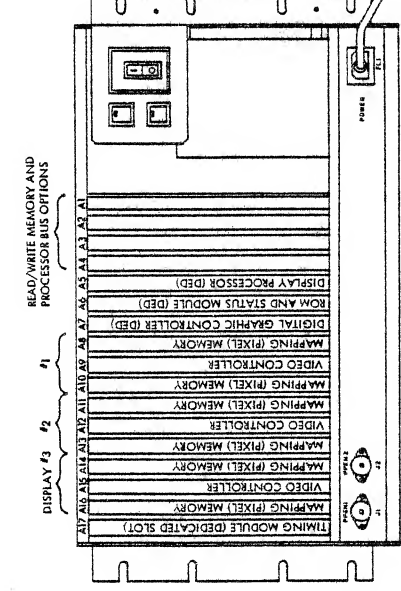 READ/WRITE MEMORY AND
PROCESSOR BUS OPTIONS
A1
A2
A3
A4
A5 DISPLAY PROCESSOR (DED)
A6 ROM AND STATUS MODULE (DED)
A7 DIGITAL GRAPHIC CONTROLLER (DED)
A8 MAPPING (PIXEL) MEMORY
A9 VIDEO CONTROLLER
A10 MAPPING (PIXEL) MEMORY
A11 MAPPING (PIXEL) MEMORY
A12 VIDEO CONTROLLER
A13 MAPPING (PIXEL) MEMORY
A14 MAPPING (PIXEL) MEMORY
A15 VIDEO CONTROLLER
A16 MAPPING (PIXEL) MEMORY
A17 TIMING MODULE (DEDICATED SLOT)
#1
#2
DISPLAY #3
POWER
PPEN2
J2
PPEN1
J1